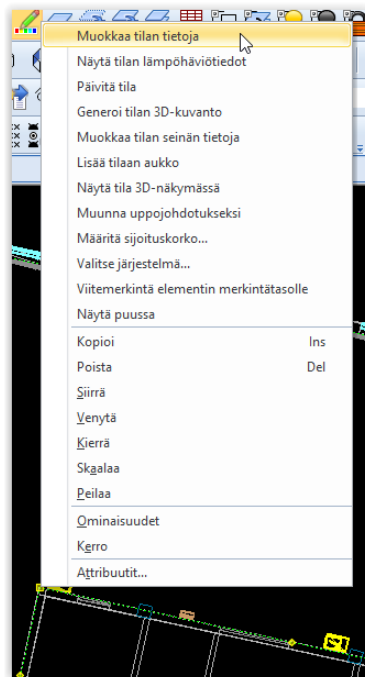 Muokkaa tilan tietoja
Näytä tilan lämpöhäviötiedot
Päivitä tila
Generoi tilan 3D-kuvanto
Muokkaa tilan seinän tietoja
Lisää tilaan aukko
Näytä tila 3D-näkymässä
Muunna uppojohdotukseksi
Määritä sijoituskorko...
Valitse järjestelmä...
Viitemerkintä elementin merkintätasolle
Näytä puussa
Kopioi Ins
Poista Del
Siirrä
Venytä
Kierrä
Skaalaa
Peilaa
Ominaisuudet
Kerro
Attribuutit...